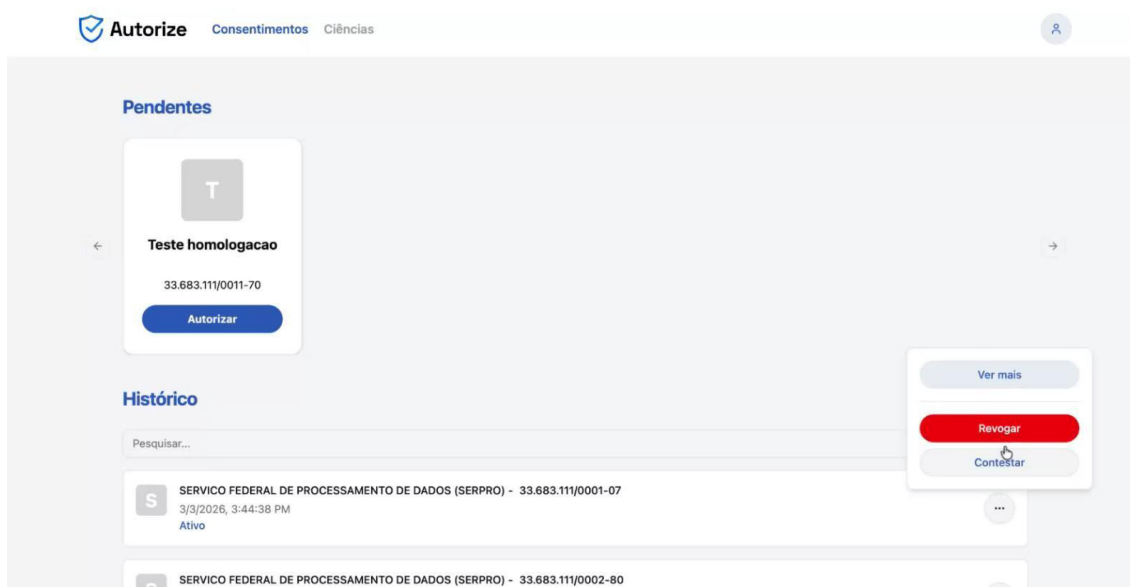 Autorize
Consentimentos Ciências
Pendentes
T
Teste homologacao
33.683.111/0011-70
Autorizar
Ver mais
Revogar
Contestar
Histórico
Pesquisar...
S
SERVICO FEDERAL DE PROCESSAMENTO DE DADOS (SERPRO) - 33.683.111/0001-07
3/3/2026, 3:44:38 PM
Ativo
...
S
SERVICO FEDERAL DE PROCESSAMENTO DE DADOS (SERPRO) - 33.683.111/0002-80